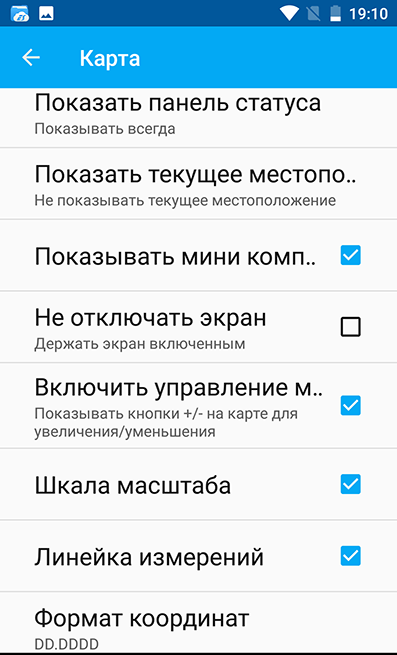 19:10
Карта
Показать панель статуса
Показывать всегда
Показать текущее местопо..
Не показывать текущее местоположение
Показывать мини комп..
Не отключать экран
Держать экран включенным
Включить управление м..
Показывать кнопки +/- на карте для
увеличения/уменьшения
Шкала масштаба
Линейка измерений
Формат координат
DD.DDDD